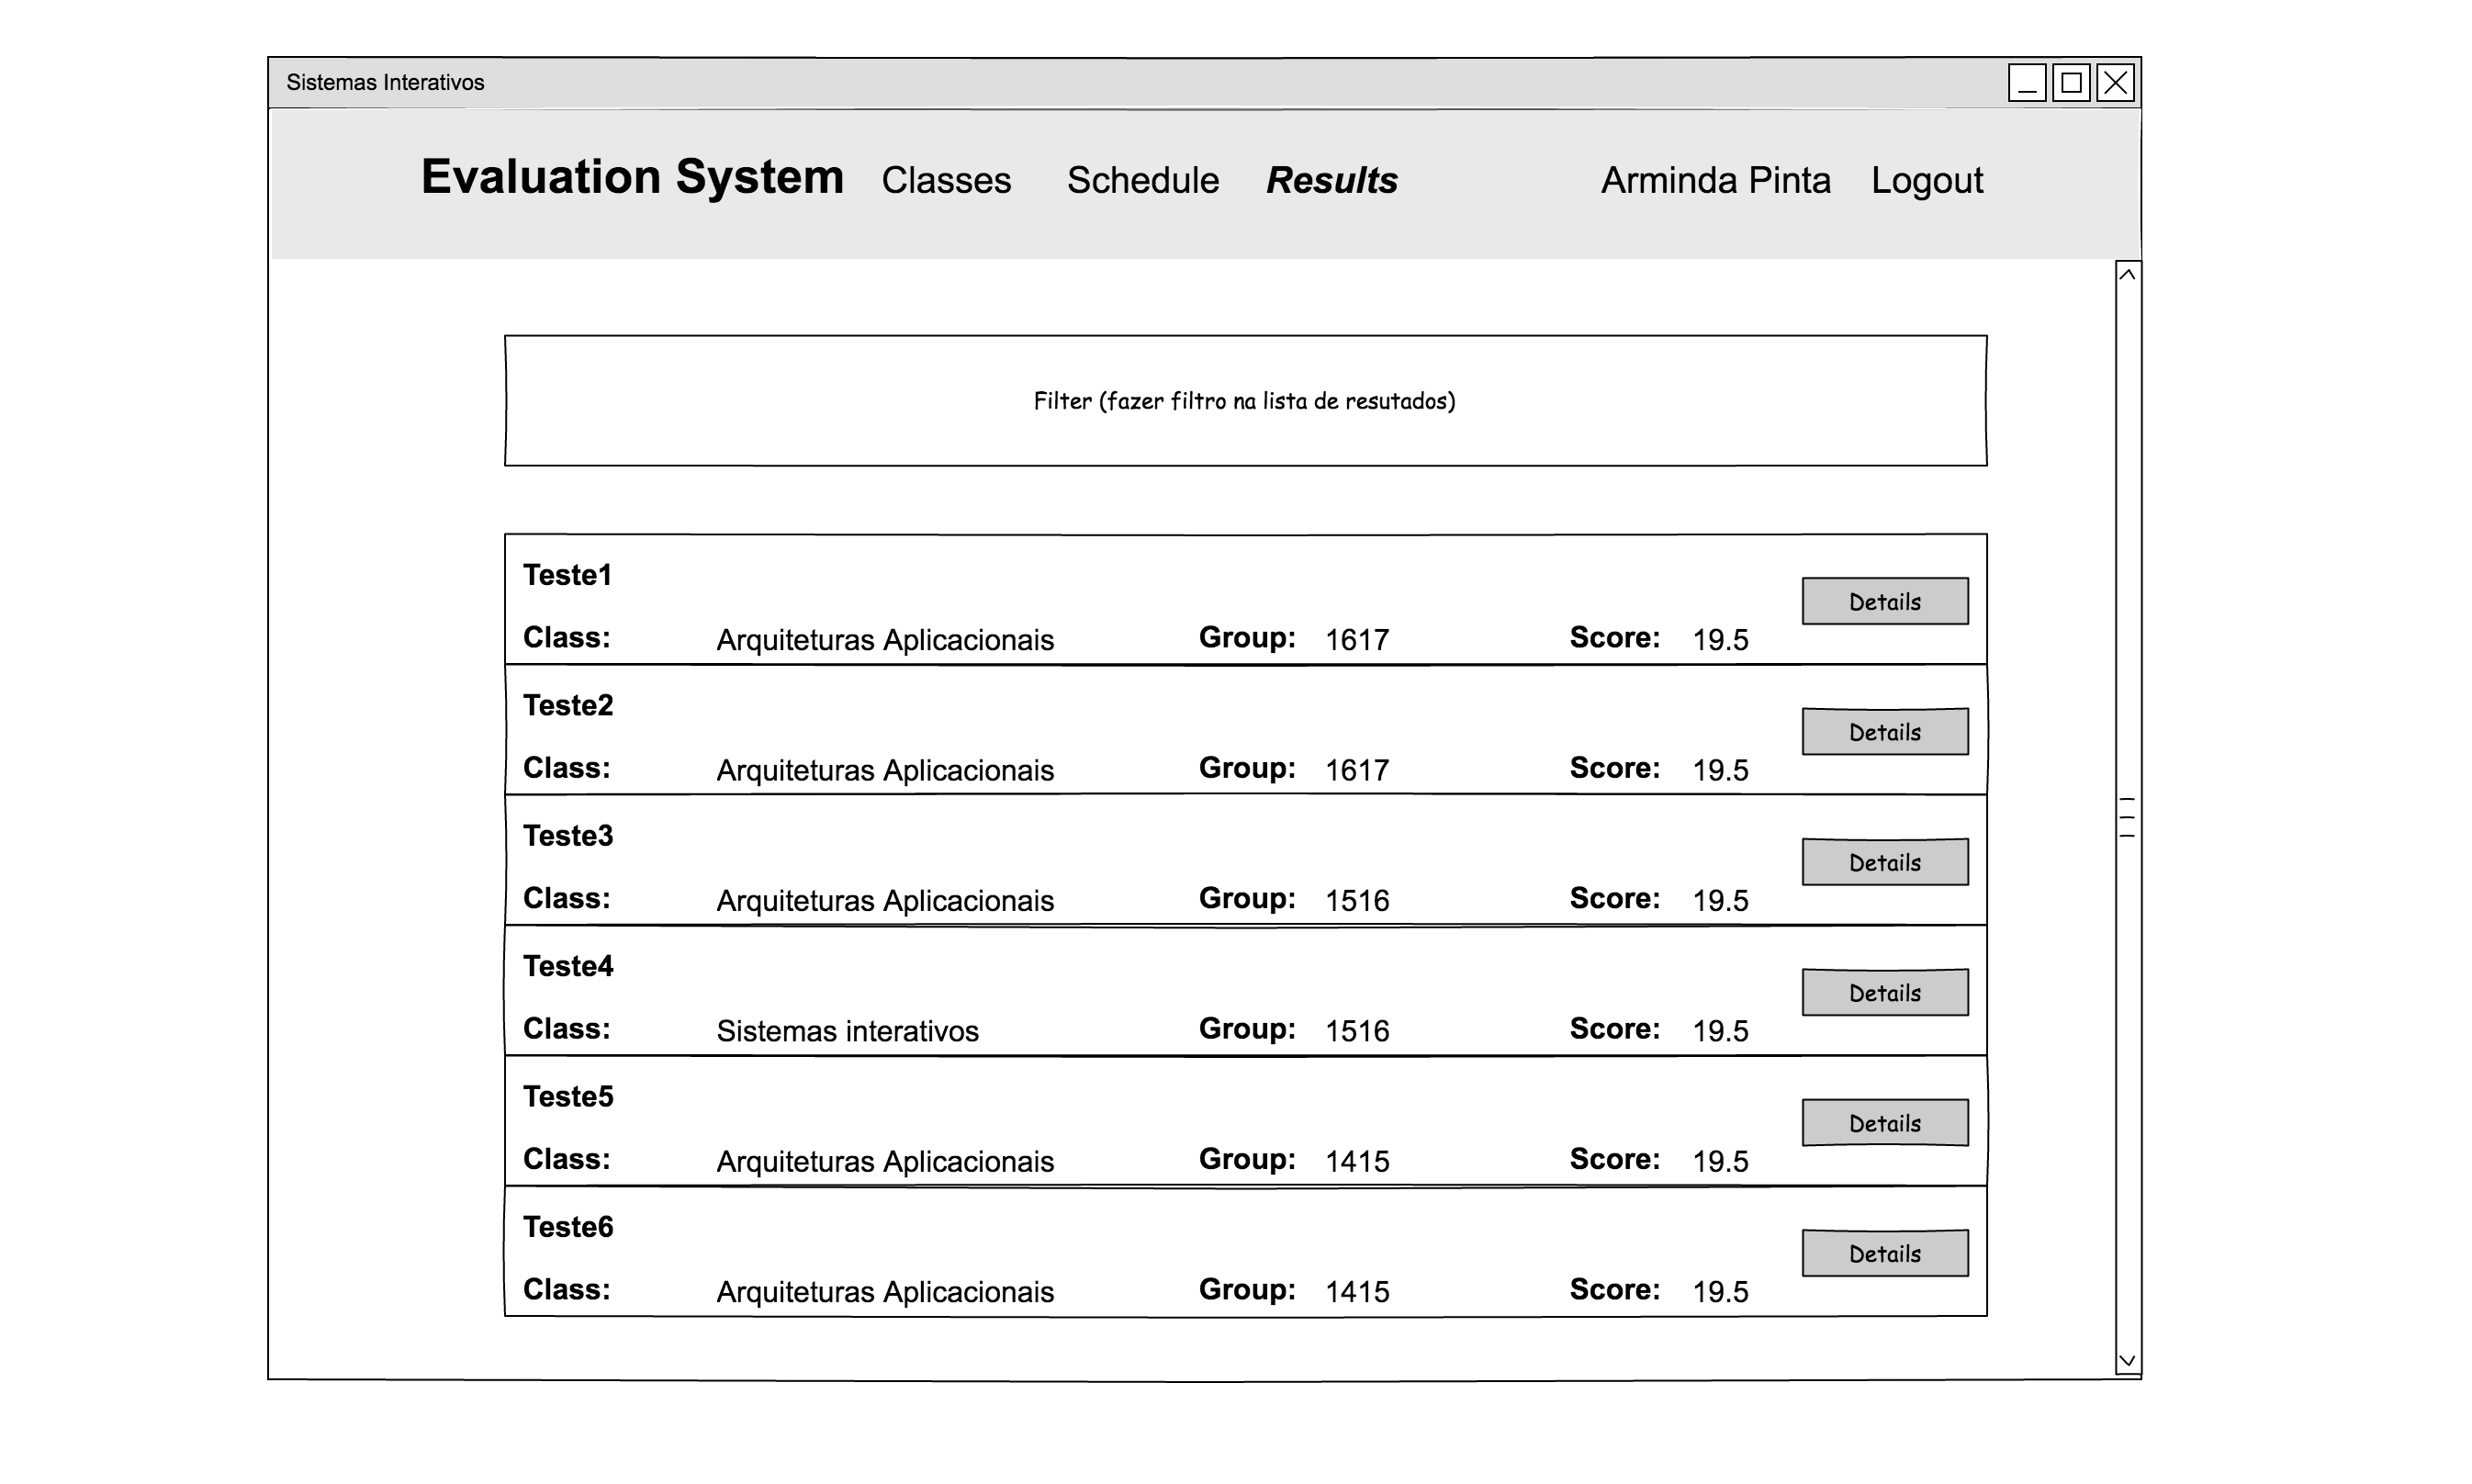 Sistemas Interativos
Evaluation System Classes Schedule Results Arminda Pinta Logout
Filter (fazer filtro na lista de resutados)
Teste1
Details
Class: Arquiteturas Aplicacionais Group: 1617 Score: 19.5
Teste2
Details
Class: Arquiteturas Aplicacionais Group: 1617 Score: 19.5
Teste3
Details
Class: Arquiteturas Aplicacionais Group: 1516 Score: 19.5
Teste4
Details
Class: Sistemas interativos Group: 1516 Score: 19.5
Teste5
Details
Class: Arquiteturas Aplicacionais Group: 1415 Score: 19.5
Teste6
Details
Class: Arquiteturas Aplicacionais Group: 1415 Score: 19.5